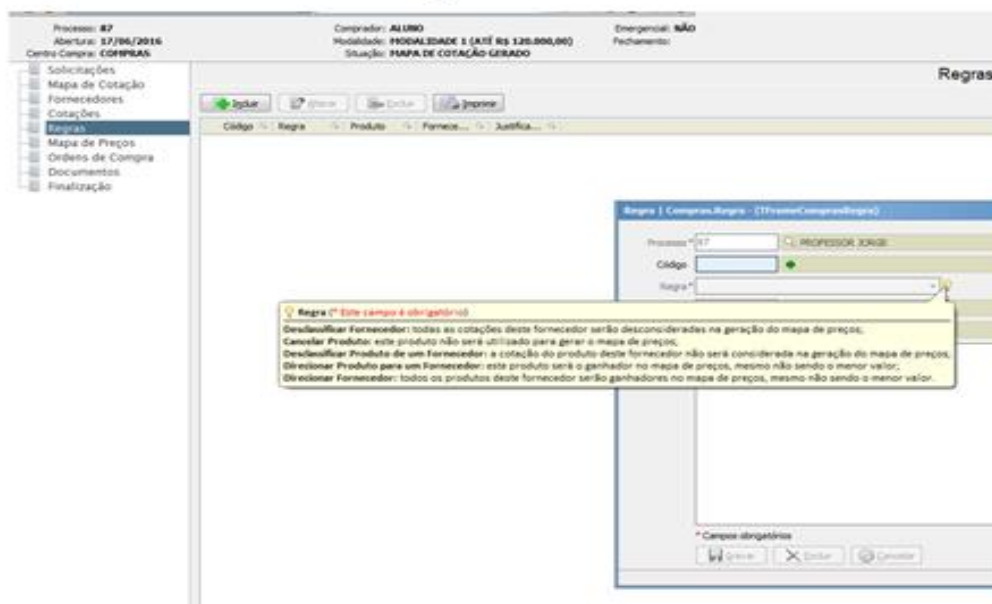 Processo: 87
Comprador: ALUNO
Emergencial: NÃO
Abertura: 17/06/2016
Modalidade: MODALIDADE 1 (ATÉ R$ 120.000,00)
Fechamento:
Centro Compra: COMPRAS
Situação: MAPA DE COTAÇÃO GERADO
Solicitações
Mapa de Cotação
Fornecedores
Cotações
Regras
Mapa de Preços
Ordens de Compra
Documentos
Finalização
Regras
Incluir Alterar Excluir Imprimir
Código Regra Produto Fornece... Justifica...
Regra | Compras.Regra - (TFrameComprasRegra)
Processo * 87 PROFESSOR JORGE
Código
Regra *
Regra (* Este campo é obrigatório)
Desclassificar Fornecedor: todas as cotações deste fornecedor serão desconsideradas na geração do mapa de preços;
Cancelar Produto: este produto não será utilizado para gerar o mapa de preços;
Desclassificar Produto de um Fornecedor: a cotação do produto deste fornecedor não será considerada na geração do mapa de preços;
Direcionar Produto para um Fornecedor: este produto será o ganhador no mapa de preços, mesmo não sendo o menor valor;
Direcionar Fornecedor: todos os produtos deste fornecedor serão ganhadores no mapa de preços, mesmo não sendo o menor valor.
* Campos obrigatórios
Gravar Excluir Cancelar